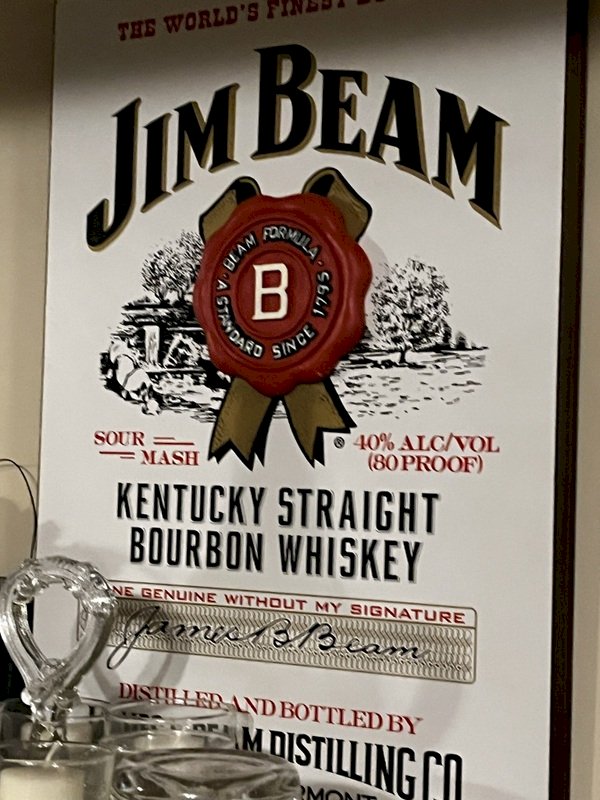 THE WORLD'S FINEST
JIM BEAM
BEAM FORMULA
B
A STANDARD SINCE 1795
SOUR
MASH
® 40% ALC/VOL
(80 PROOF)
KENTUCKY STRAIGHT
BOURBON WHISKEY
GENUINE WITHOUT MY SIGNATURE
James B Beam
DISTILLED AND BOTTLED BY
DISTILLING CO